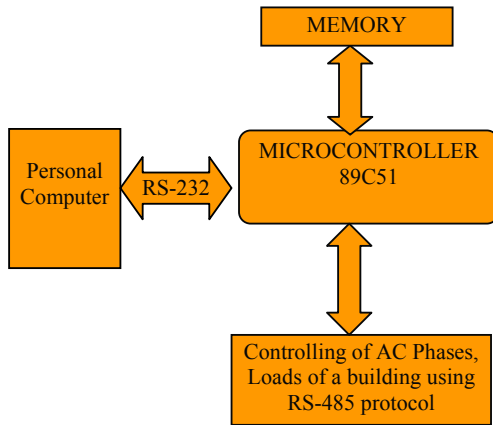 MEMORY
MICROCONTROLLER
89C51
Personal
Computer
RS-232
Controlling of AC Phases,
Loads of a building using
RS-485 protocol